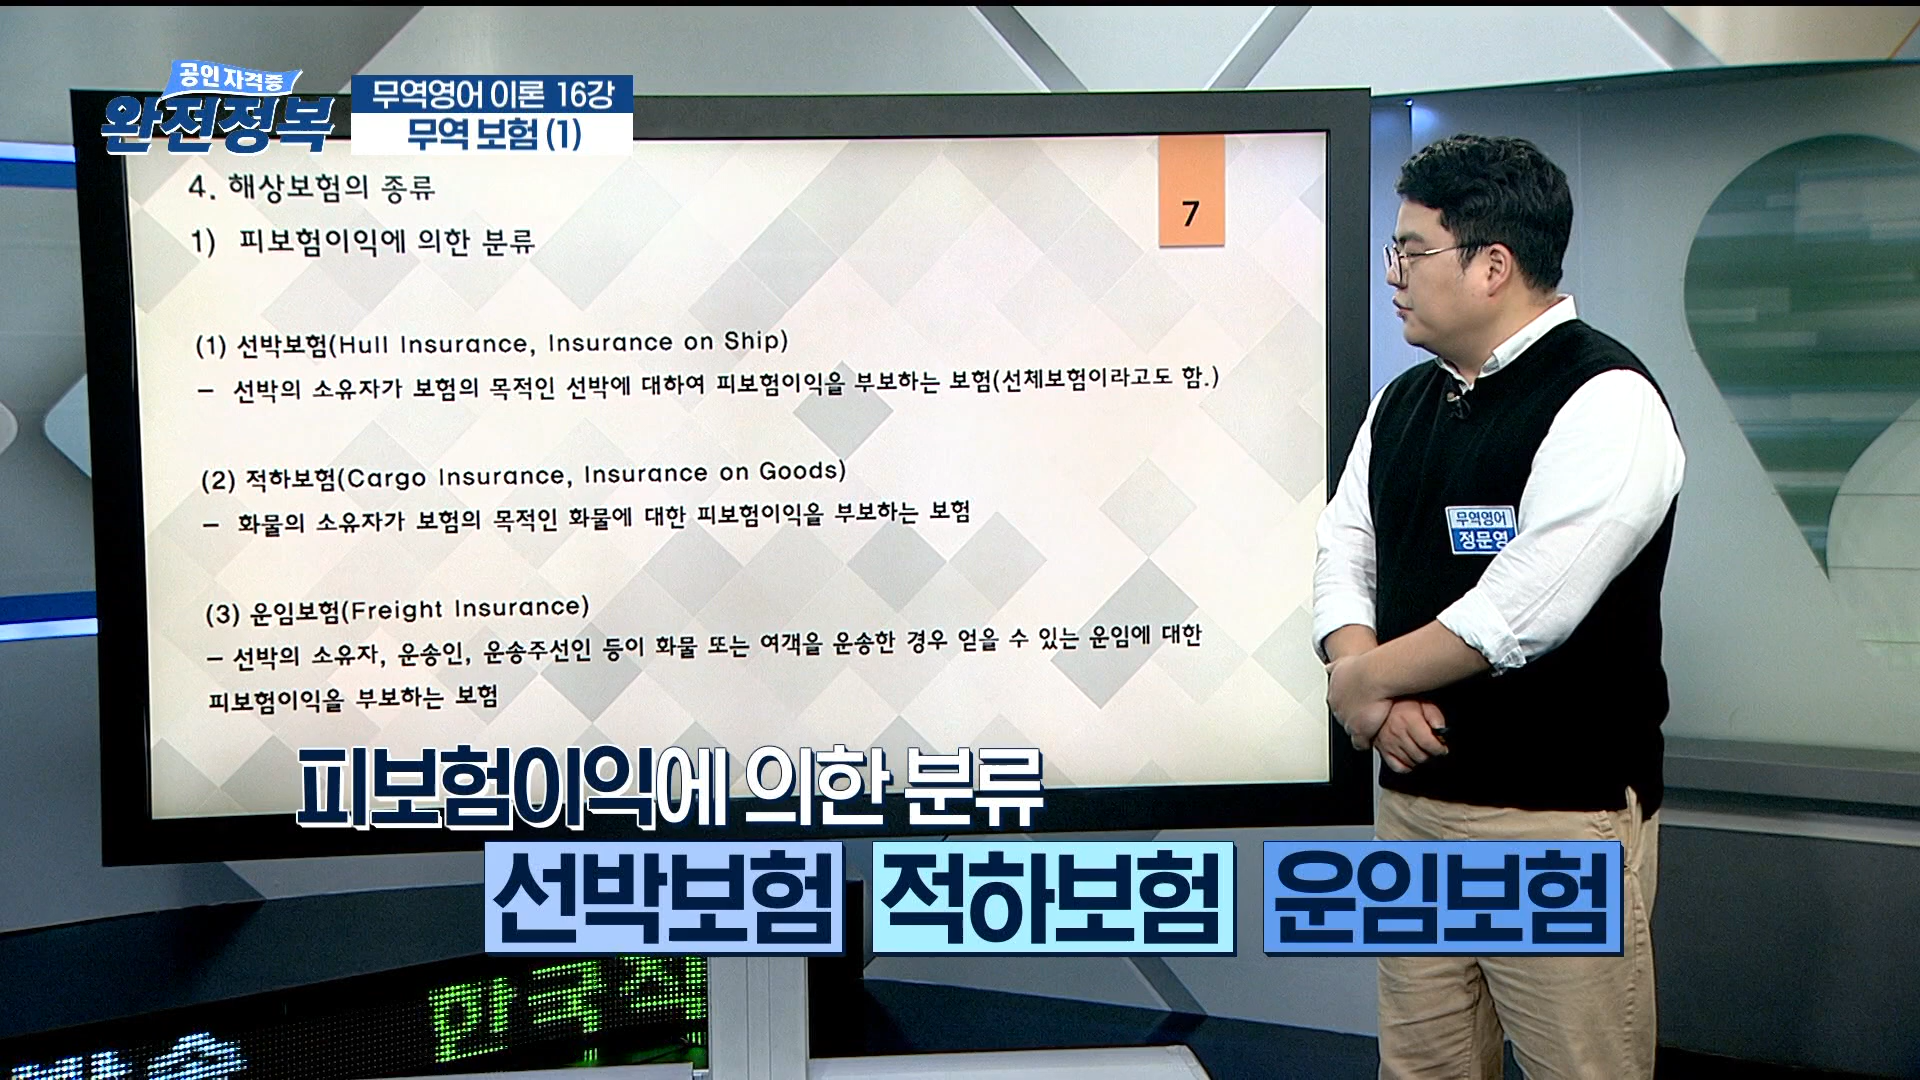 공인 자격증
완전정복
무역영어 이론 16강
무역 보험 (1)
4. 해상보험의 종류
7
1) 피보험이익에 의한 분류
(1) 선박보험(Hull Insurance, Insurance on Ship)
- 선박의 소유자가 보험의 목적인 선박에 대하여 피보험이익을 부보하는 보험(선체보험이라고도 함.)
(2) 적하보험(Cargo Insurance, Insurance on Goods)
- 화물의 소유자가 보험의 목적인 화물에 대한 피보험이익을 부보하는 보험
(3) 운임보험(Freight Insurance)
- 선박의 소유자, 운송인, 운송주선인 등이 화물 또는 여객을 운송한 경우 얻을 수 있는 운임에 대한
피보험이익을 부보하는 보험
무역영어
정문영
피보험이익에 의한 분류
선박보험 적하보험 운임보험